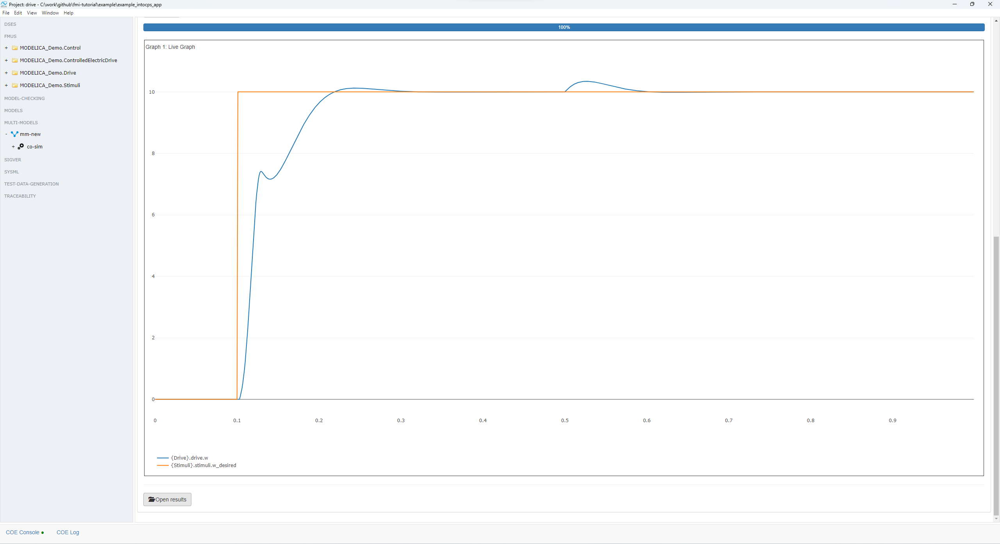 Project: drive - C:\work\github\fmi-tutorial\example\example_intocps_app
File Edit View Window Help
DSES
FMUS
+ MODELICA_Demo.Control
+ MODELICA_Demo.ControlledElectricDrive
+ MODELICA_Demo.Drive
+ MODELICA_Demo.Stimuli
MODEL-CHECKING
MODELS
MULTI-MODELS
- mm-new
+ co-sim
SIGVER
SYSML
TEST-DATA-GENERATION
TRACEABILITY
100%
Graph 1: Live Graph
10
8
6
4
2
0
0 0.1 0.2 0.3 0.4 0.5 0.6 0.7 0.8 0.9
{Drive}.drive.w
{Stimuli}.stimuli.w_desired
Open results
COE Console COE Log